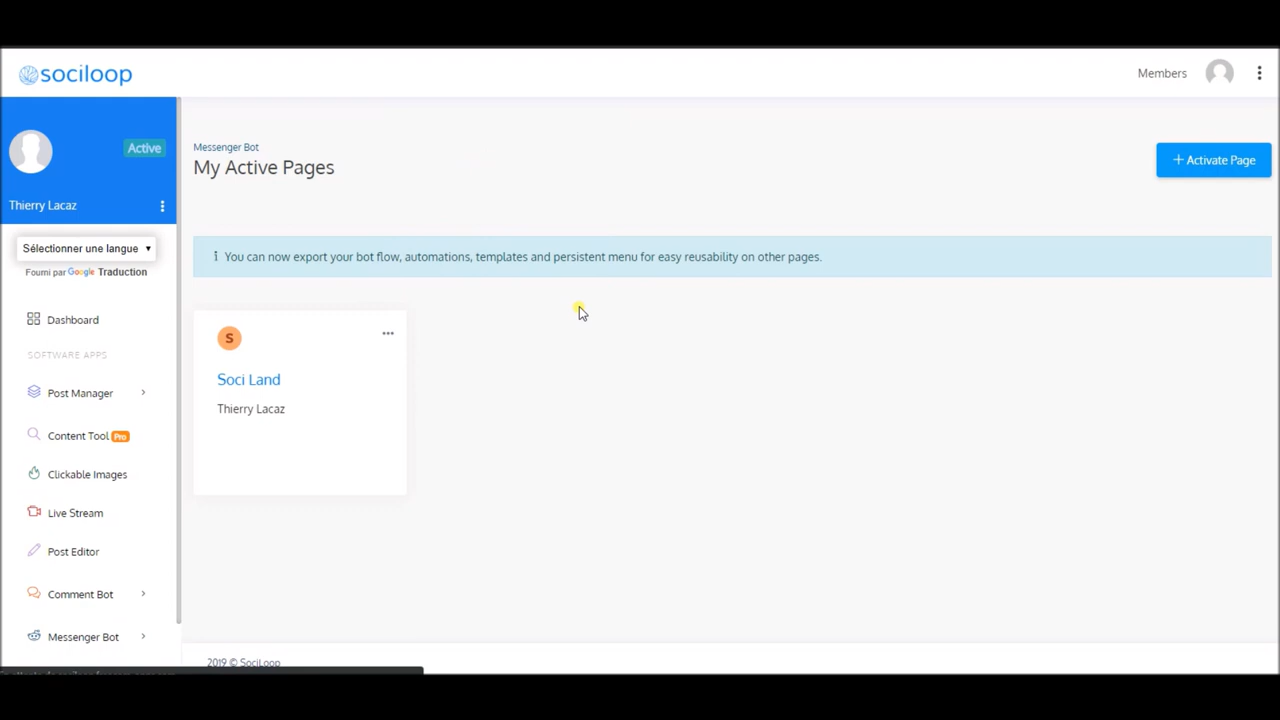 sociloop
Members
Active
Thierry Lacaz
Sélectionner une langue
Fourni par Google Traduction
Dashboard
SOFTWARE APPS
Post Manager
Content Tool Pro
Clickable Images
Live Stream
Post Editor
Comment Bot
Messenger Bot
Messenger Bot
My Active Pages
+ Activate Page
You can now export your bot flow, automations, templates and persistent menu for easy reusability on other pages.
S
Soci Land
Thierry Lacaz
2019 © SociLoop